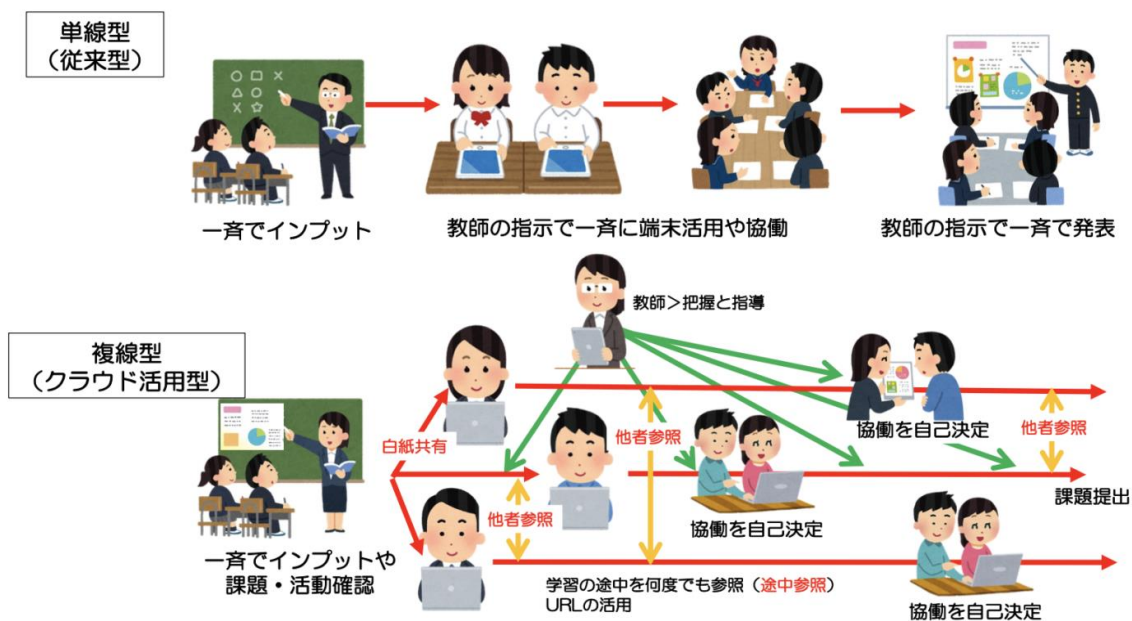 単線型
（従来型）
一斉でインプット
教師の指示で一斉に端末活用や協働
教師の指示で一斉で発表
複線型
（クラウド活用型）
教師＞把握と指導
白紙共有
他者参照
他者参照
他者参照
協働を自己決定
協働を自己決定
課題提出
一斉でインプットや
課題・活動確認
学習の途中を何度でも参照（途中参照）
URLの活用
協働を自己決定